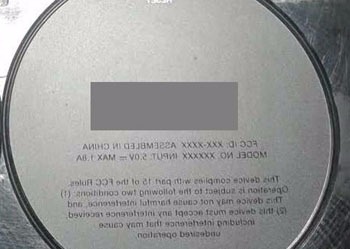 RESET
FCC ID: XXX-XXXX ASSEMBLED IN CHINA
MODEL NO. XXXXXX INPUT: 5.0V ⎓ MAX 1.8A
This device complies with part 15 of the FCC Rules.
Operation is subject to the following two conditions: (1)
This device may not cause harmful interference, and
(2) this device must accept any interference received,
including interference that may cause
undesired operation.